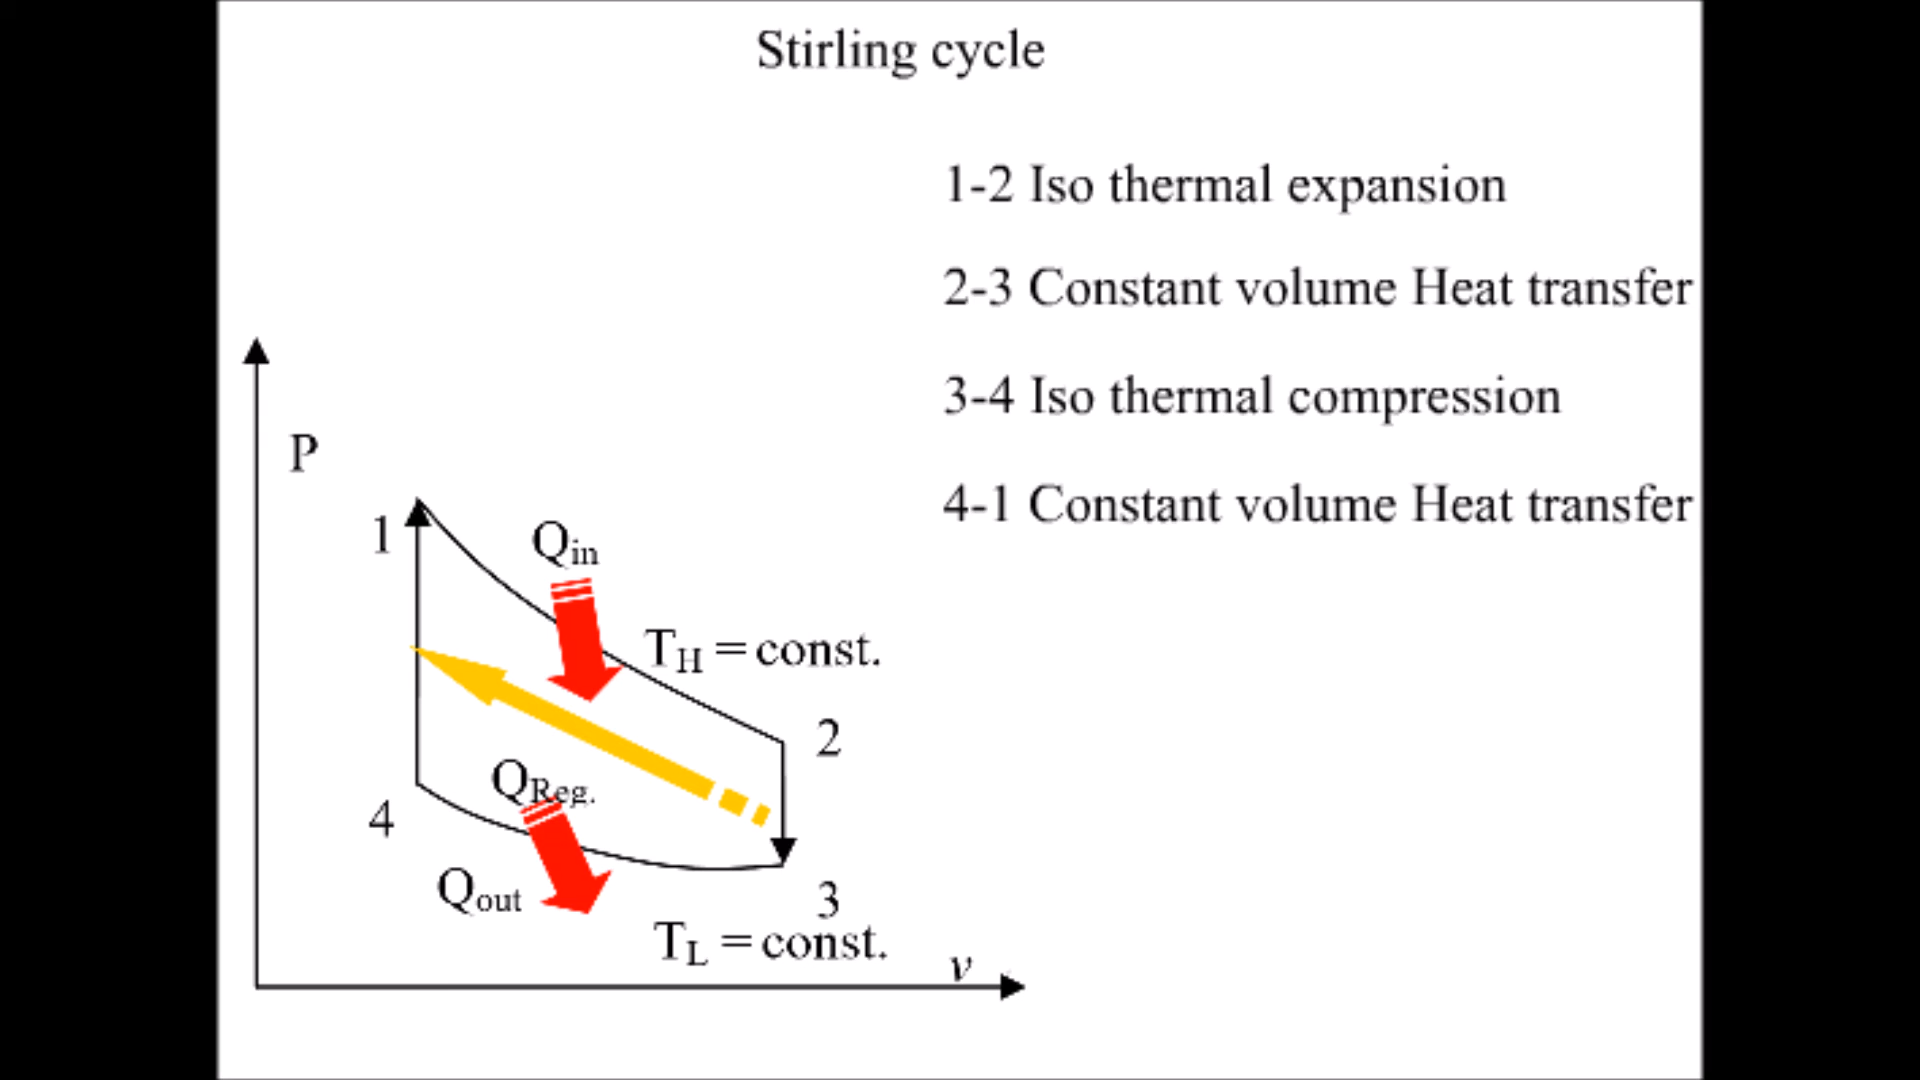 Stirling cycle
1-2 Iso thermal expansion
2-3 Constant volume Heat transfer
3-4 Iso thermal compression
4-1 Constant volume Heat transfer
P
1
Qin
TH = const.
2
QReg.
4
Qout
3
TL = const.
v